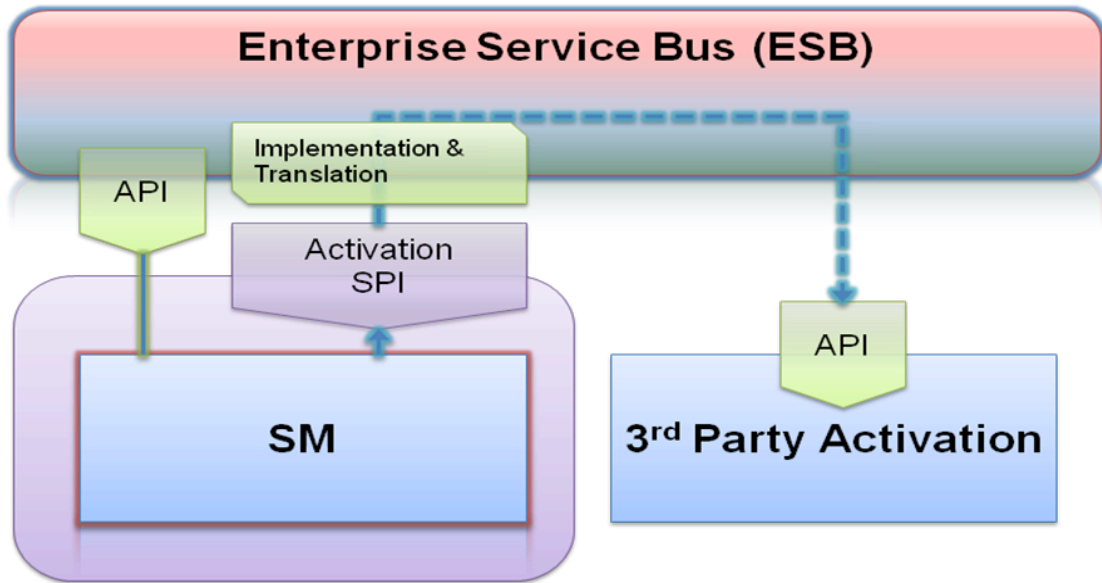 Enterprise Service Bus (ESB)
Implementation &
Translation
API
Activation
SPI
API
SM
3rd Party Activation